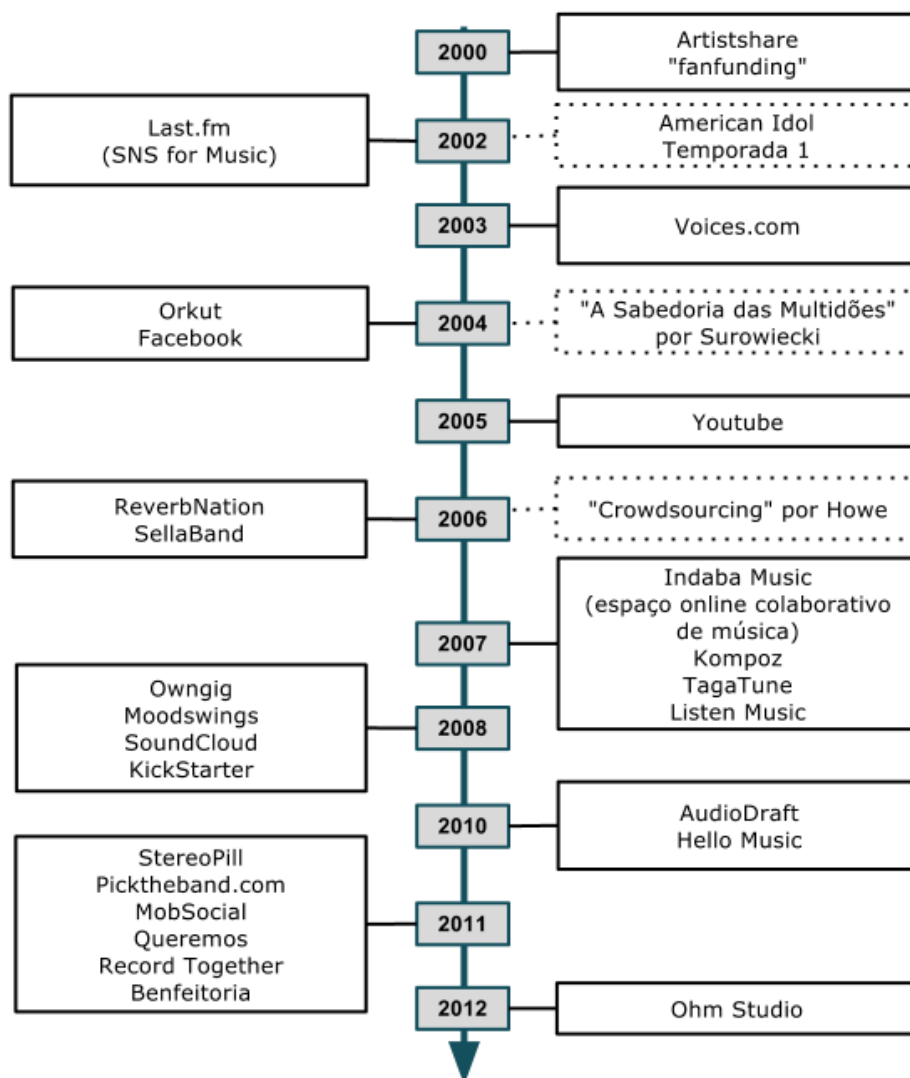 2000
Artistshare
"fanfunding"
Last.fm
(SNS for Music)
2002
American Idol
Temporada 1
2003
Voices.com
Orkut
Facebook
2004
"A Sabedoria das Multidões"
por Surowiecki
2005
Youtube
ReverbNation
SellaBand
2006
"Crowdsourcing" por Howe
2007
Indaba Music
(espaço online colaborativo
de música)
Kompoz
TagaTune
Listen Music
Owngig
Moodswings
SoundCloud
KickStarter
2008
2010
AudioDraft
Hello Music
StereoPill
Picktheband.com
MobSocial
Queremos
Record Together
Benfeitoria
2011
2012
Ohm Studio